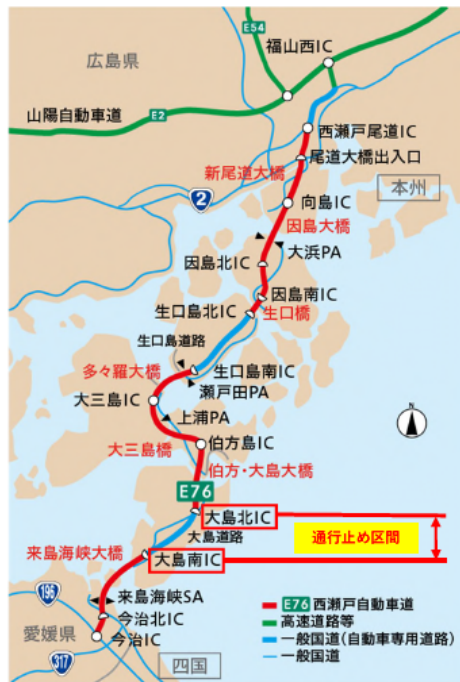 E54
福山西IC
広島県
山陽自動車道
E2
西瀬戸尾道IC
尾道大橋出入口
新尾道大橋
本州
2
向島IC
因島大橋
大浜PA
因島北IC
因島南IC
生口島北IC
生口橋
生口島道路
多々羅大橋
生口島南IC
瀬戸田PA
大三島IC
上浦PA
N
大三島橋
伯方島IC
伯方・大島大橋
E76
大島北IC
大島道路
通行止め区間
来島海峡大橋
大島南IC
196
来島海峡SA
今治北IC
愛媛県
今治IC
317
四国
E76 西瀬戸自動車道
高速道路等
一般国道(自動車専用道路)
一般国道